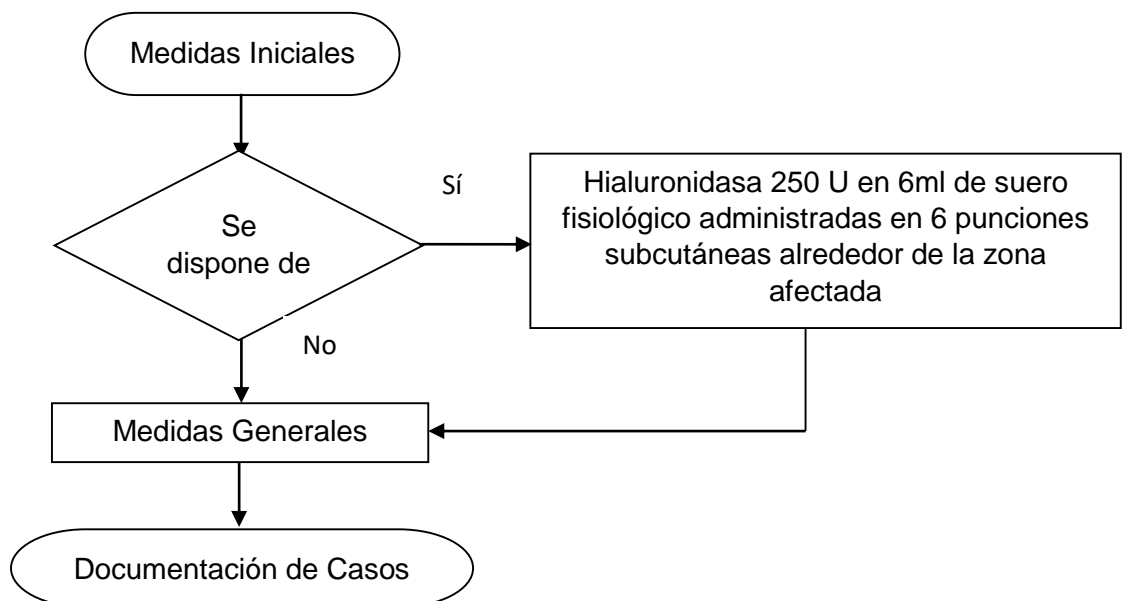 Medidas Iniciales
Se
dispone de
Sí
Hialuronidasa 250 U en 6ml de suero
fisiológico administradas en 6 punciones
subcutáneas alrededor de la zona
afectada
No
Medidas Generales
Documentación de Casos